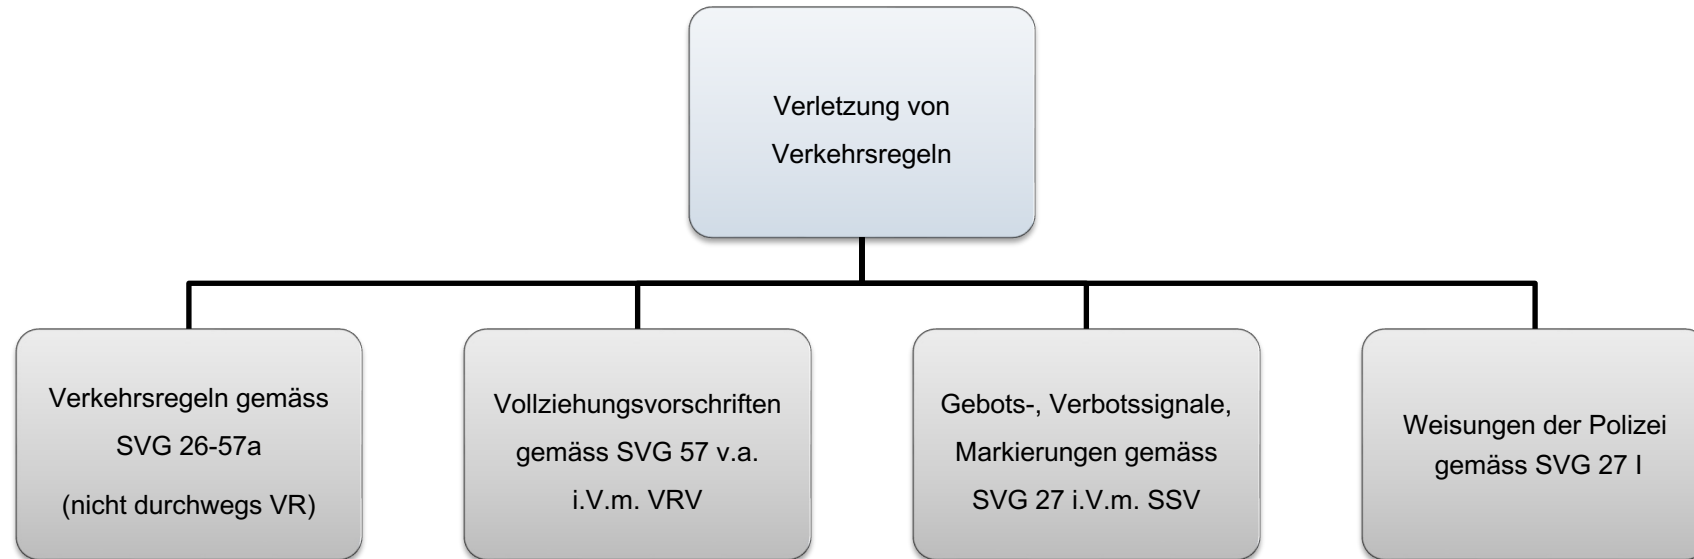 Verletzung von
Verkehrsregeln
Verkehrsregeln gemäss
SVG 26-57a
(nicht durchwegs VR)
Vollziehungsvorschriften
gemäss SVG 57 v.a.
i.V.m. VRV
Gebots-, Verbotssignale,
Markierungen gemäss
SVG 27 i.V.m. SSV
Weisungen der Polizei
gemäss SVG 27 I